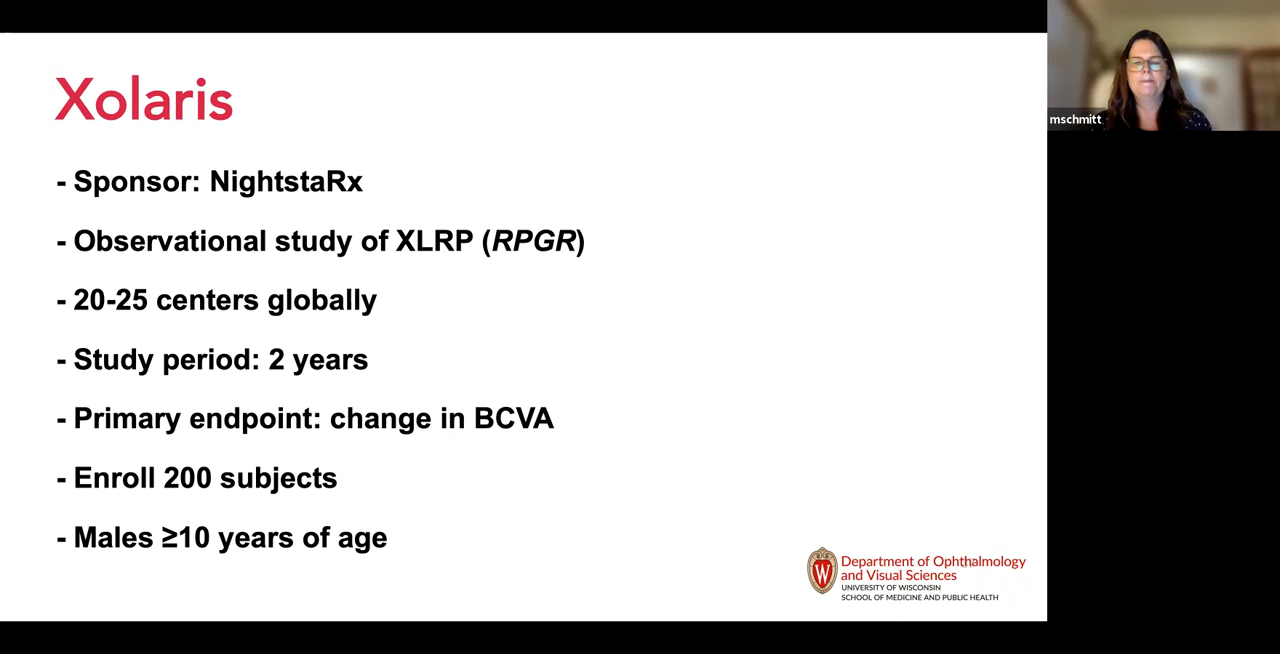 Xolaris
- Sponsor: NightstaRx
- Observational study of XLRP (RPGR)
- 20-25 centers globally
- Study period: 2 years
- Primary endpoint: change in BCVA
- Enroll 200 subjects
- Males ≥10 years of age
W
Department of Ophthalmology
and Visual Sciences
UNIVERSITY OF WISCONSIN
SCHOOL OF MEDICINE AND PUBLIC HEALTH
mschmitt